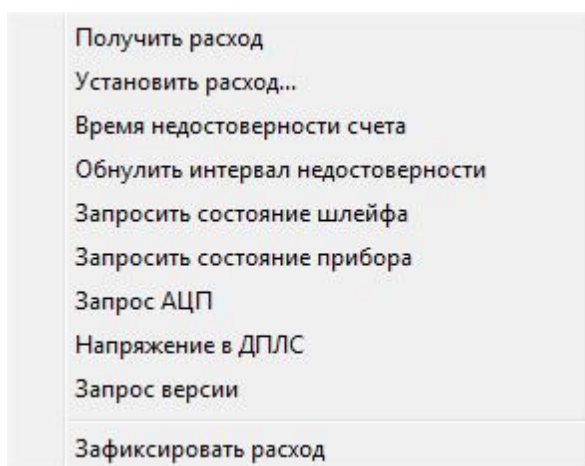 Получить расход
Установить расход...
Время недостоверности счета
Обнулить интервал недостоверности
Запросить состояние шлейфа
Запросить состояние прибора
Запрос АЦП
Напряжение в ДПЛС
Запрос версии
Зафиксировать расход